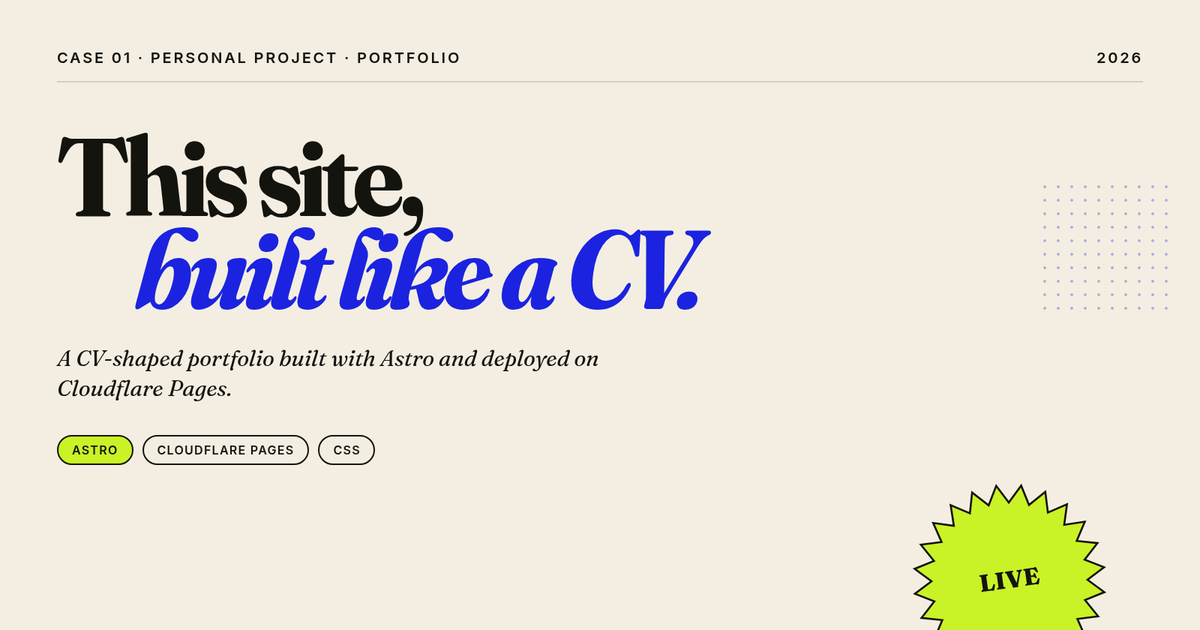 CASE 01 · PERSONAL PROJECT · PORTFOLIO
2026
This site,
built like a CV.
A CV-shaped portfolio built with Astro and deployed on
Cloudflare Pages.
ASTRO
CLOUDFLARE PAGES
CSS
LIVE